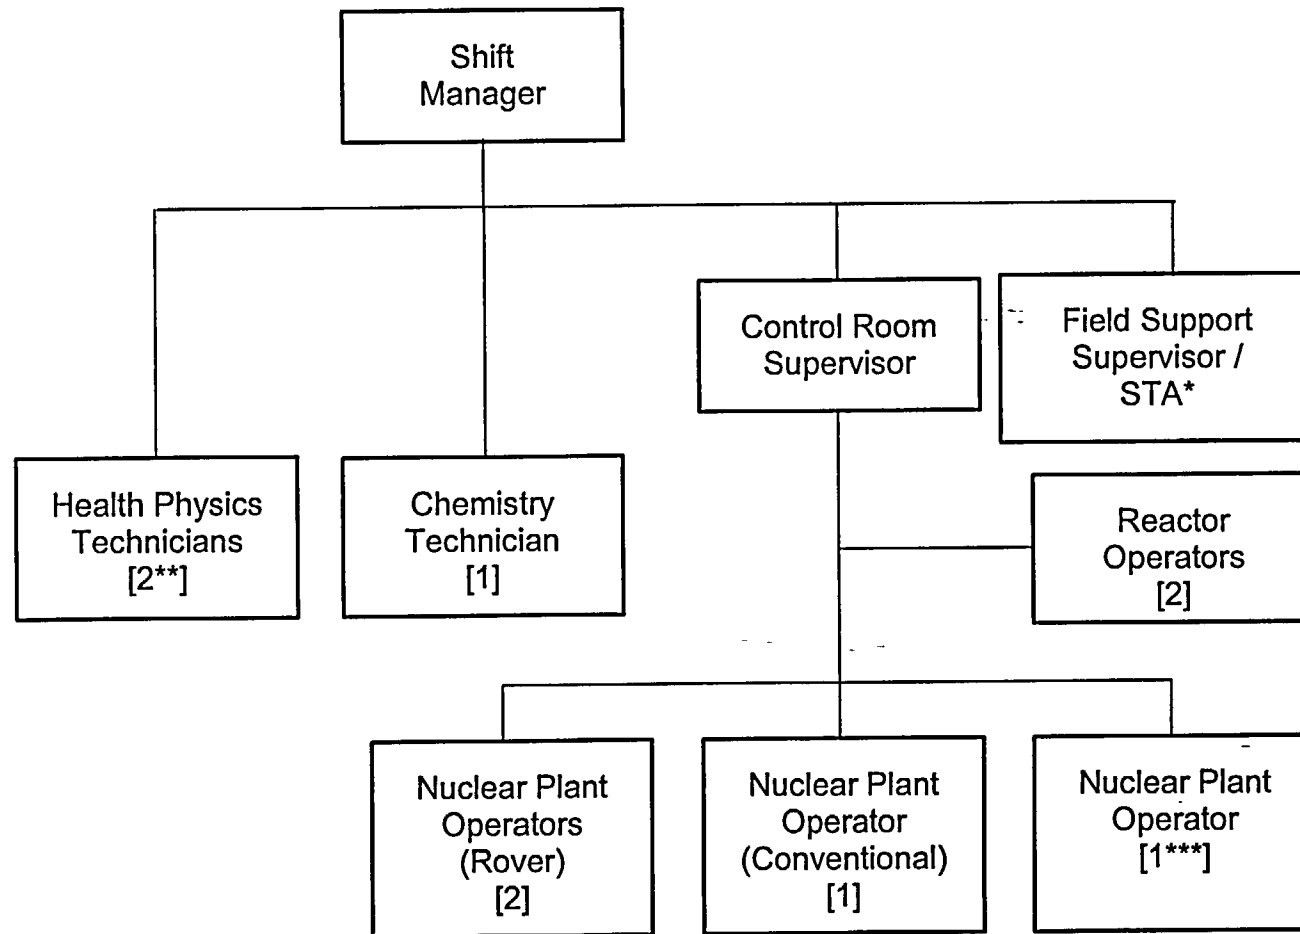 Shift
Manager
Control Room
Supervisor
Field Support
Supervisor /
STA*
Health Physics
Technicians
[2**]
Chemistry
Technician
[1]
Reactor
Operators
[2]
Nuclear Plant
Operators
(Rover)
[2]
Nuclear Plant
Operator
(Conventional)
[1]
Nuclear Plant
Operator
[1***]